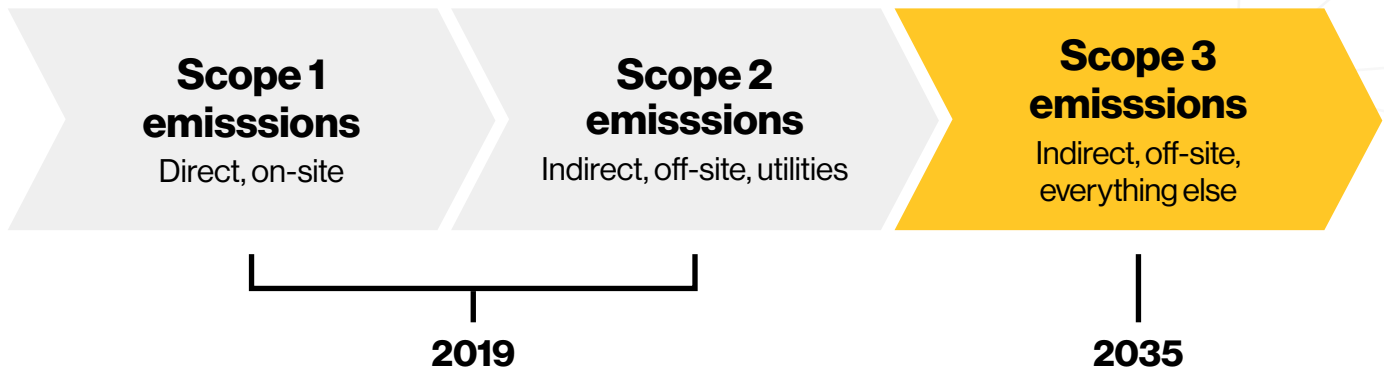 Scope 1
emisssions
Direct, on-site
Scope 2
emisssions
Indirect, off-site, utilities
Scope 3
emisssions
Indirect, off-site,
everything else
2019
2035